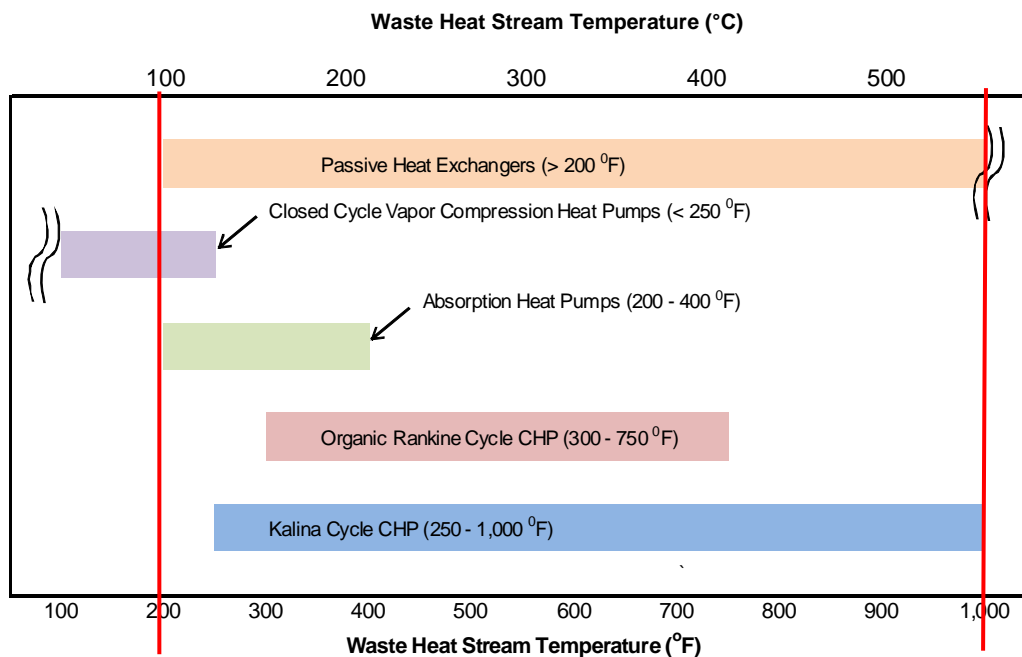 Waste Heat Stream Temperature (°C)
100 200 300 400 500
Passive Heat Exchangers (> 200 ⁰F)
Closed Cycle Vapor Compression Heat Pumps (< 250 ⁰F)
Absorption Heat Pumps (200 - 400 ⁰F)
Organic Rankine Cycle CHP (300 - 750 ⁰F)
Kalina Cycle CHP (250 - 1,000 ⁰F)
`
100 200 300 400 500 600 700 800 900 1,000
Waste Heat Stream Temperature (⁰F)